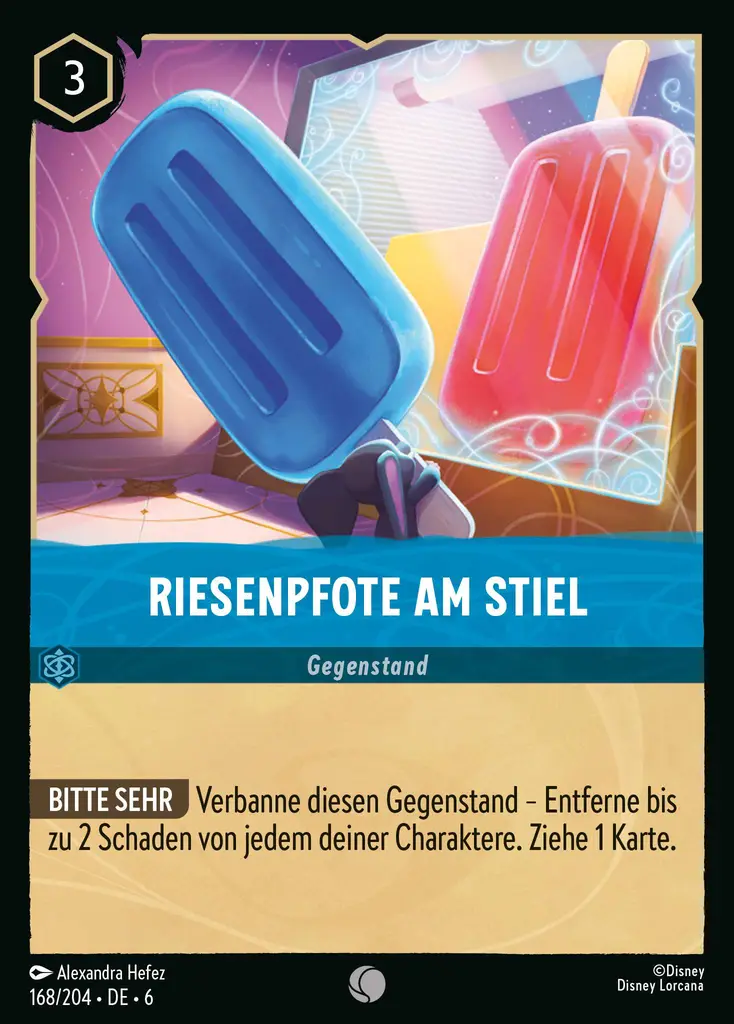 3
RIESENPFOTE AM STIEL
Gegenstand
BITTE SEHR Verbanne diesen Gegenstand – Entferne bis
zu 2 Schaden von jedem deiner Charaktere. Ziehe 1 Karte.
Alexandra Hefez
168/204 • DE • 6
©Disney
Disney Lorcana